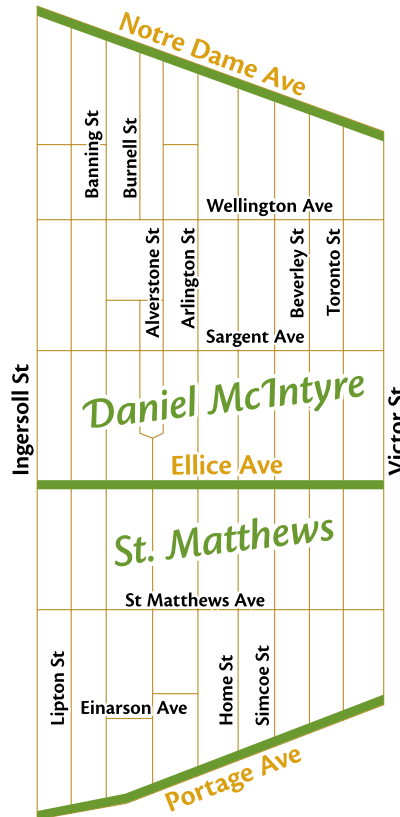 Notre Dame Ave
Banning St
Burnell St
Wellington Ave
Alverstone St
Arlington St
Beverley St
Toronto St
Sargent Ave
Ingersoll St
Daniel McIntyre
Victor St
Ellice Ave
St. Matthews
St Matthews Ave
Lipton St
Einarson Ave
Home St
Simcoe St
Portage Ave